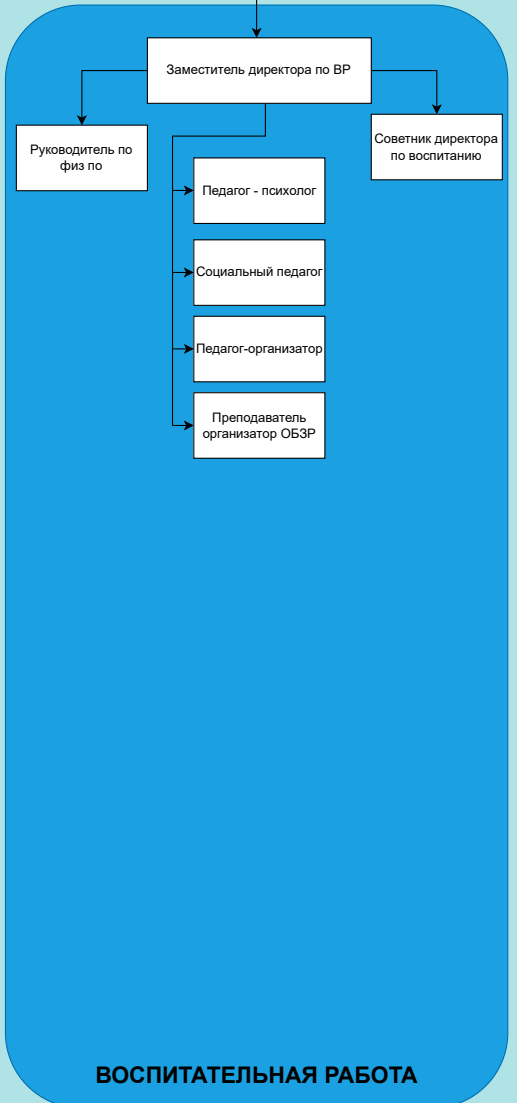 Заместитель директора по ВР
Руководитель по
физ по
Советник директора
по воспитанию
Педагог - психолог
Социальный педагог
Педагог-организатор
Преподаватель
организатор ОБЗР
ВОСПИТАТЕЛЬНАЯ РАБОТА